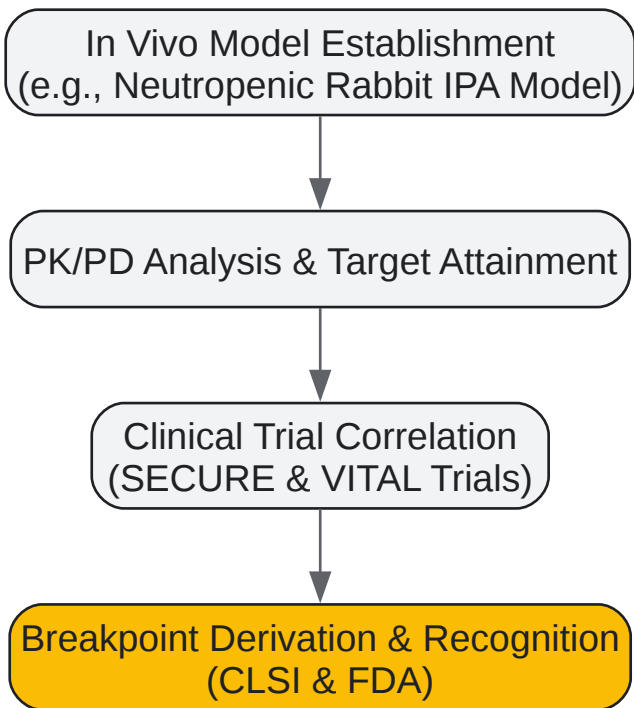 In Vivo Model Establishment
(e.g., Neutropenic Rabbit IPA Model)
PK/PD Analysis & Target Attainment
Clinical Trial Correlation
(SECURE & VITAL Trials)
Breakpoint Derivation & Recognition
(CLSI & FDA)